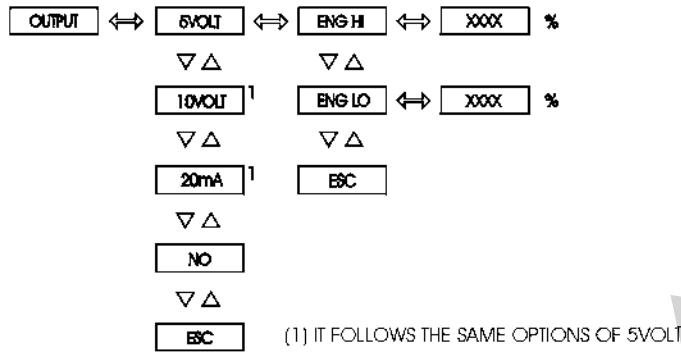 OUTPUT 5VOLT ENG HI XXXX %
10VOLT 1 ENG LO XXXX %
20mA 1 ESC
NO
ESC (1) IT FOLLOWS THE SAME OPTIONS OF 5VOLT